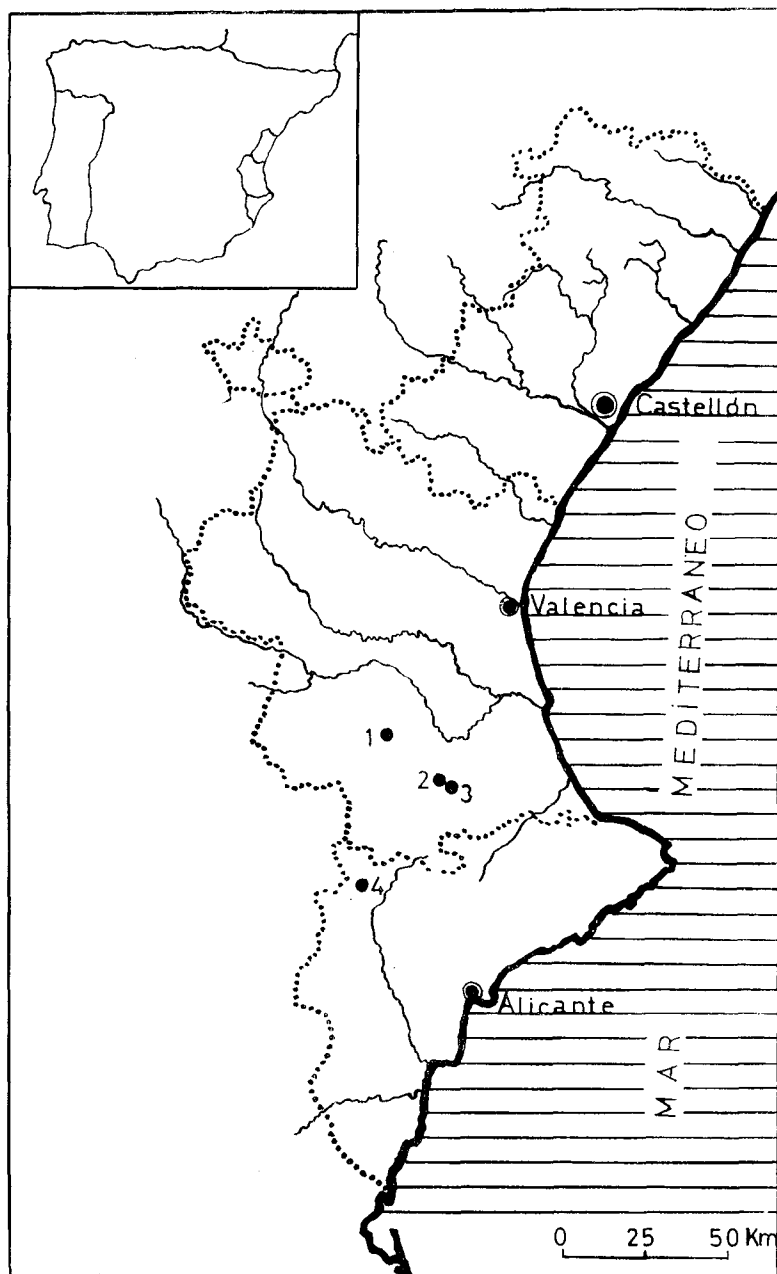 Castellón
Valencia
MEDITERRANEO
1
2
3
4
Alicante
MAR
0 25 50 Km